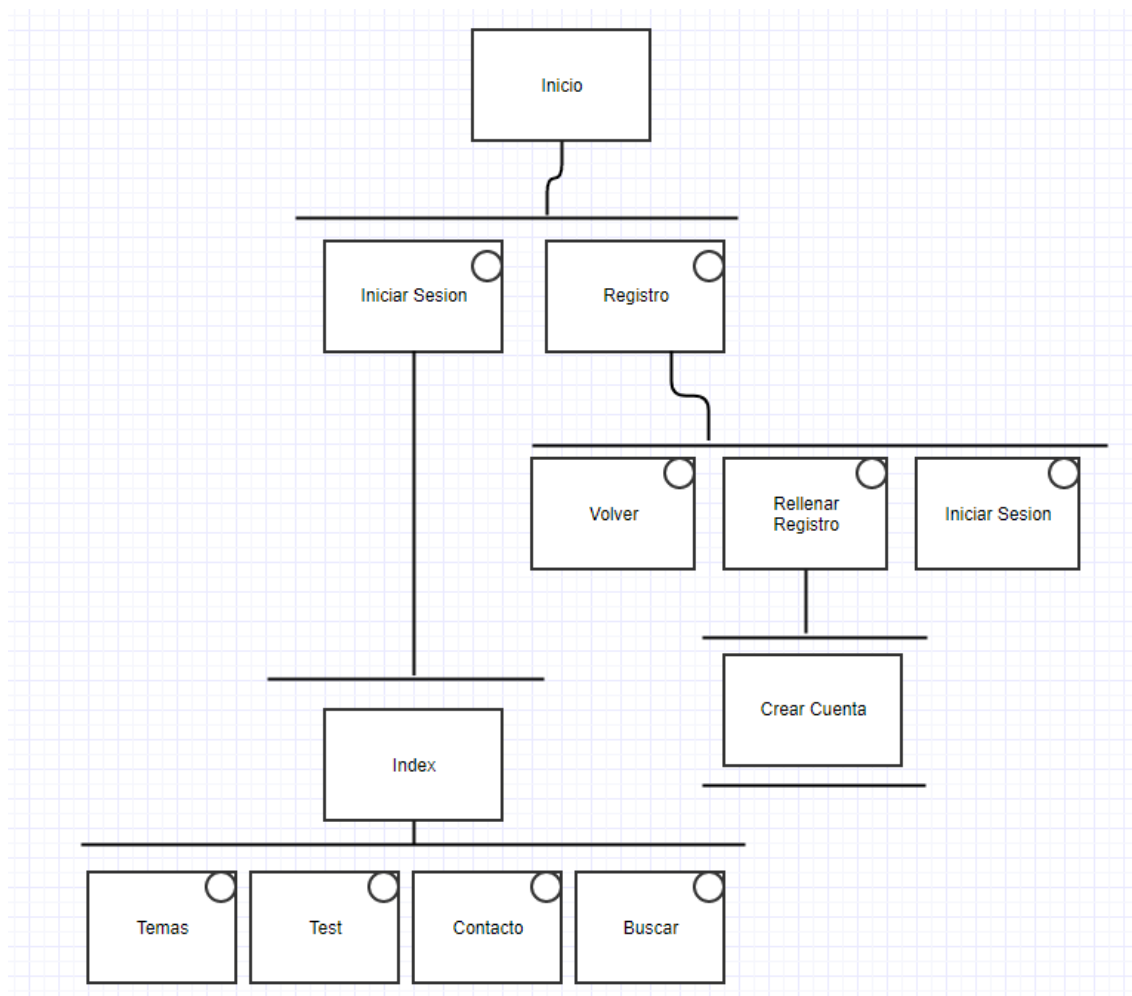 Inicio
Iniciar Sesion
Registro
Volver
Rellenar
Registro
Iniciar Sesion
Crear Cuenta
Index
Temas
Test
Contacto
Buscar